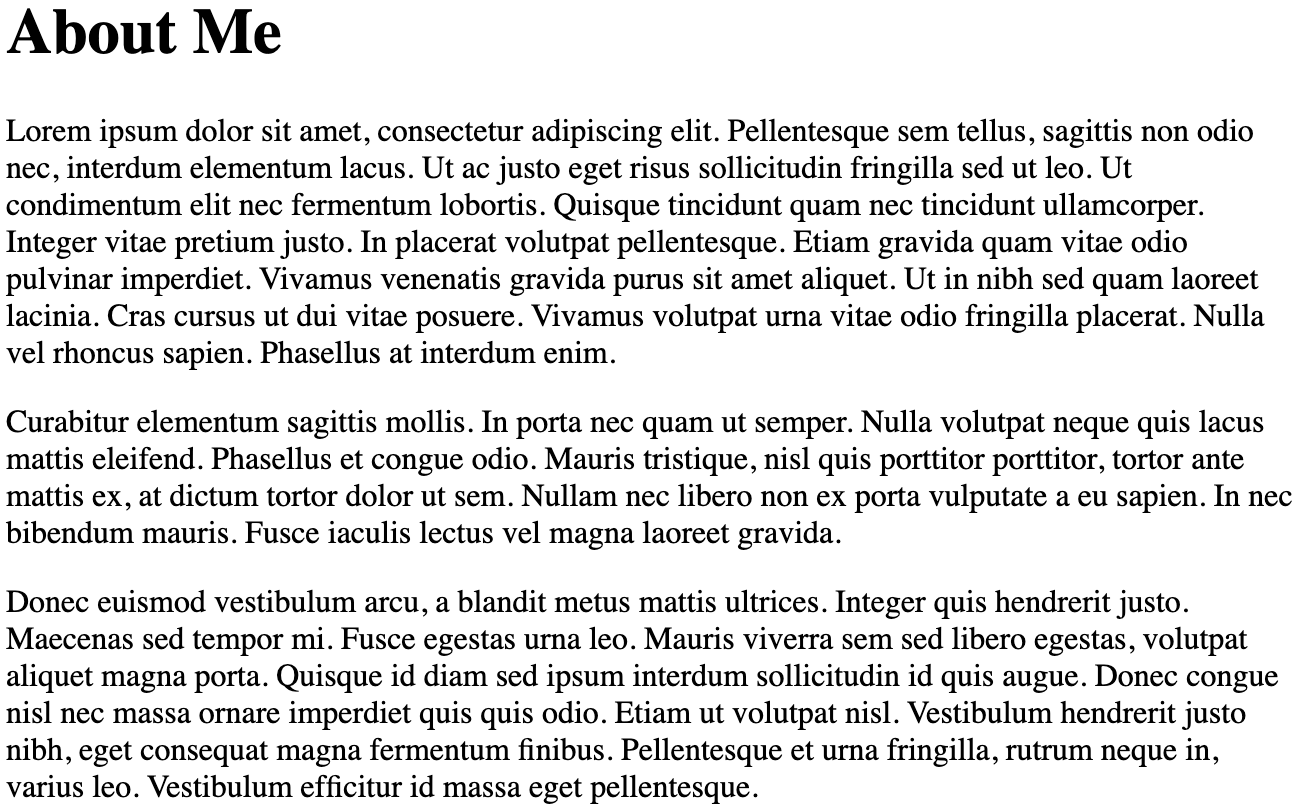 About Me
Lorem ipsum dolor sit amet, consectetur adipiscing elit. Pellentesque sem tellus, sagittis non odio
nec, interdum elementum lacus. Ut ac justo eget risus sollicitudin fringilla sed ut leo. Ut
condimentum elit nec fermentum lobortis. Quisque tincidunt quam nec tincidunt ullamcorper.
Integer vitae pretium justo. In placerat volutpat pellentesque. Etiam gravida quam vitae odio
pulvinar imperdiet. Vivamus venenatis gravida purus sit amet aliquet. Ut in nibh sed quam laoreet
lacinia. Cras cursus ut dui vitae posuere. Vivamus volutpat urna vitae odio fringilla placerat. Nulla
vel rhoncus sapien. Phasellus at interdum enim.
Curabitur elementum sagittis mollis. In porta nec quam ut semper. Nulla volutpat neque quis lacus
mattis eleifend. Phasellus et congue odio. Mauris tristique, nisl quis porttitor porttitor, tortor ante
mattis ex, at dictum tortor dolor ut sem. Nullam nec libero non ex porta vulputate a eu sapien. In nec
bibendum mauris. Fusce iaculis lectus vel magna laoreet gravida.
Donec euismod vestibulum arcu, a blandit metus mattis ultrices. Integer quis hendrerit justo.
Maecenas sed tempor mi. Fusce egestas urna leo. Mauris viverra sem sed libero egestas, volutpat
aliquet magna porta. Quisque id diam sed ipsum interdum sollicitudin id quis augue. Donec congue
nisl nec massa ornare imperdiet quis quis odio. Etiam ut volutpat nisl. Vestibulum hendrerit justo
nibh, eget consequat magna fermentum finibus. Pellentesque et urna fringilla, rutrum neque in,
varius leo. Vestibulum efficitur id massa eget pellentesque.